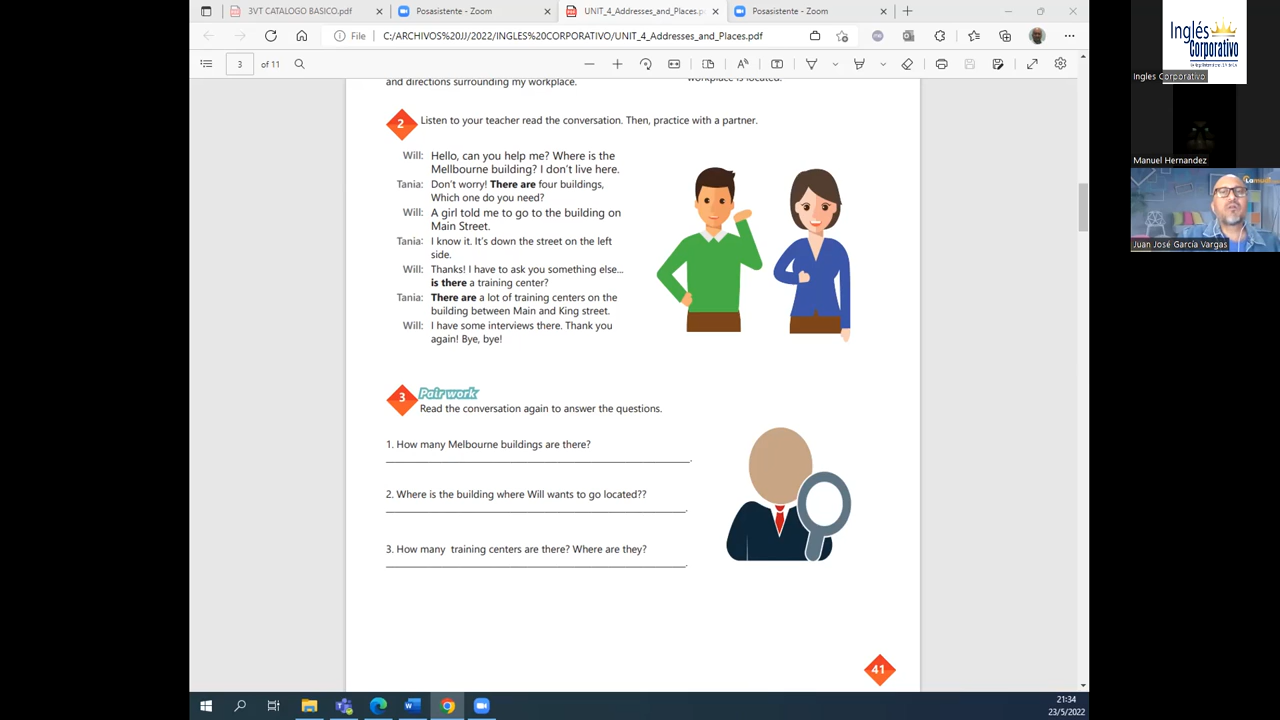 3VT CATALOGO BASICO.pdf
Posasistente - Zoom
UNIT_4_Addresses_and_Places.p
Posasistente - Zoom
File
C:/ARCHIVOS%20JJ/2022/INGLES%20CORPORATIVO/UNIT_4_Addresses_and_Places.pdf
3 of 11
and directions surrounding my workplace.
workplace is located.
2
Listen to your teacher read the conversation. Then, practice with a partner.
Will: Hello, can you help me? Where is the
Mellbourne building? I don't live here.
Tania: Don't worry! There are four buildings,
Which one do you need?
Will: A girl told me to go to the building on
Main Street.
Tania: I know it. It's down the street on the left
side.
Will: Thanks! I have to ask you something else...
is there a training center?
Tania: There are a lot of training centers on the
building between Main and King street.
Will: I have some interviews there. Thank you
again! Bye, bye!
3
Pair work
Read the conversation again to answer the questions.
1. How many Melbourne buildings are there?
2. Where is the building where Will wants to go located??
3. How many training centers are there? Where are they?
41
21:34
23/5/2022
Inglés
Corporativo
Ingles Corporativo
Manuel Hernandez
Juan José García Vargas